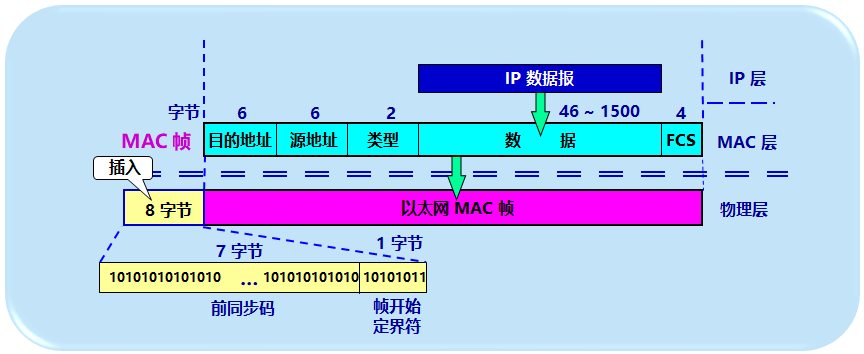 IP 数据报
IP 层
字节
6
6
2
46 ~ 1500
4
MAC 帧
目的地址
源地址
类型
数 据
FCS
MAC 层
插入
8 字节
以太网 MAC 帧
物理层
7 字节
1 字节
10101010101010 ... 101010101010
10101011
前同步码
帧开始
定界符